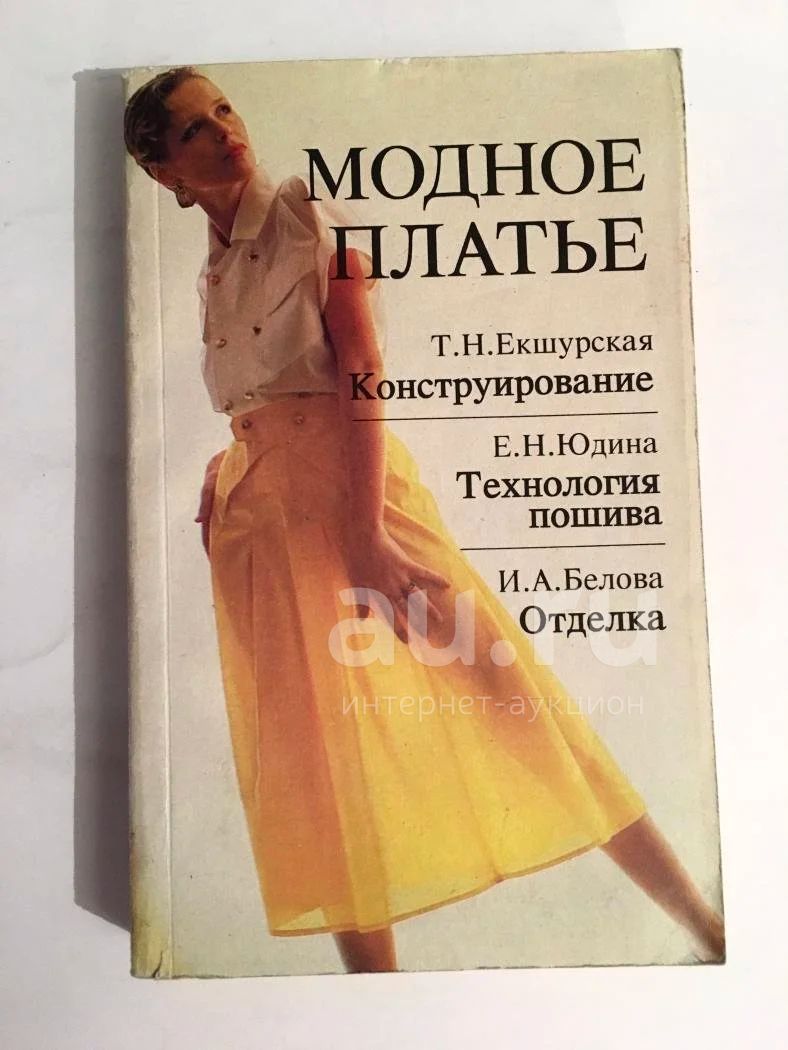 МОДНОЕ
ПЛАТЬЕ
Т.Н.Екшурская
Конструирование
Е.Н.Юдина
Технология
пошива
И.А.Белова
Отделка
au.ru
интернет-аукцион